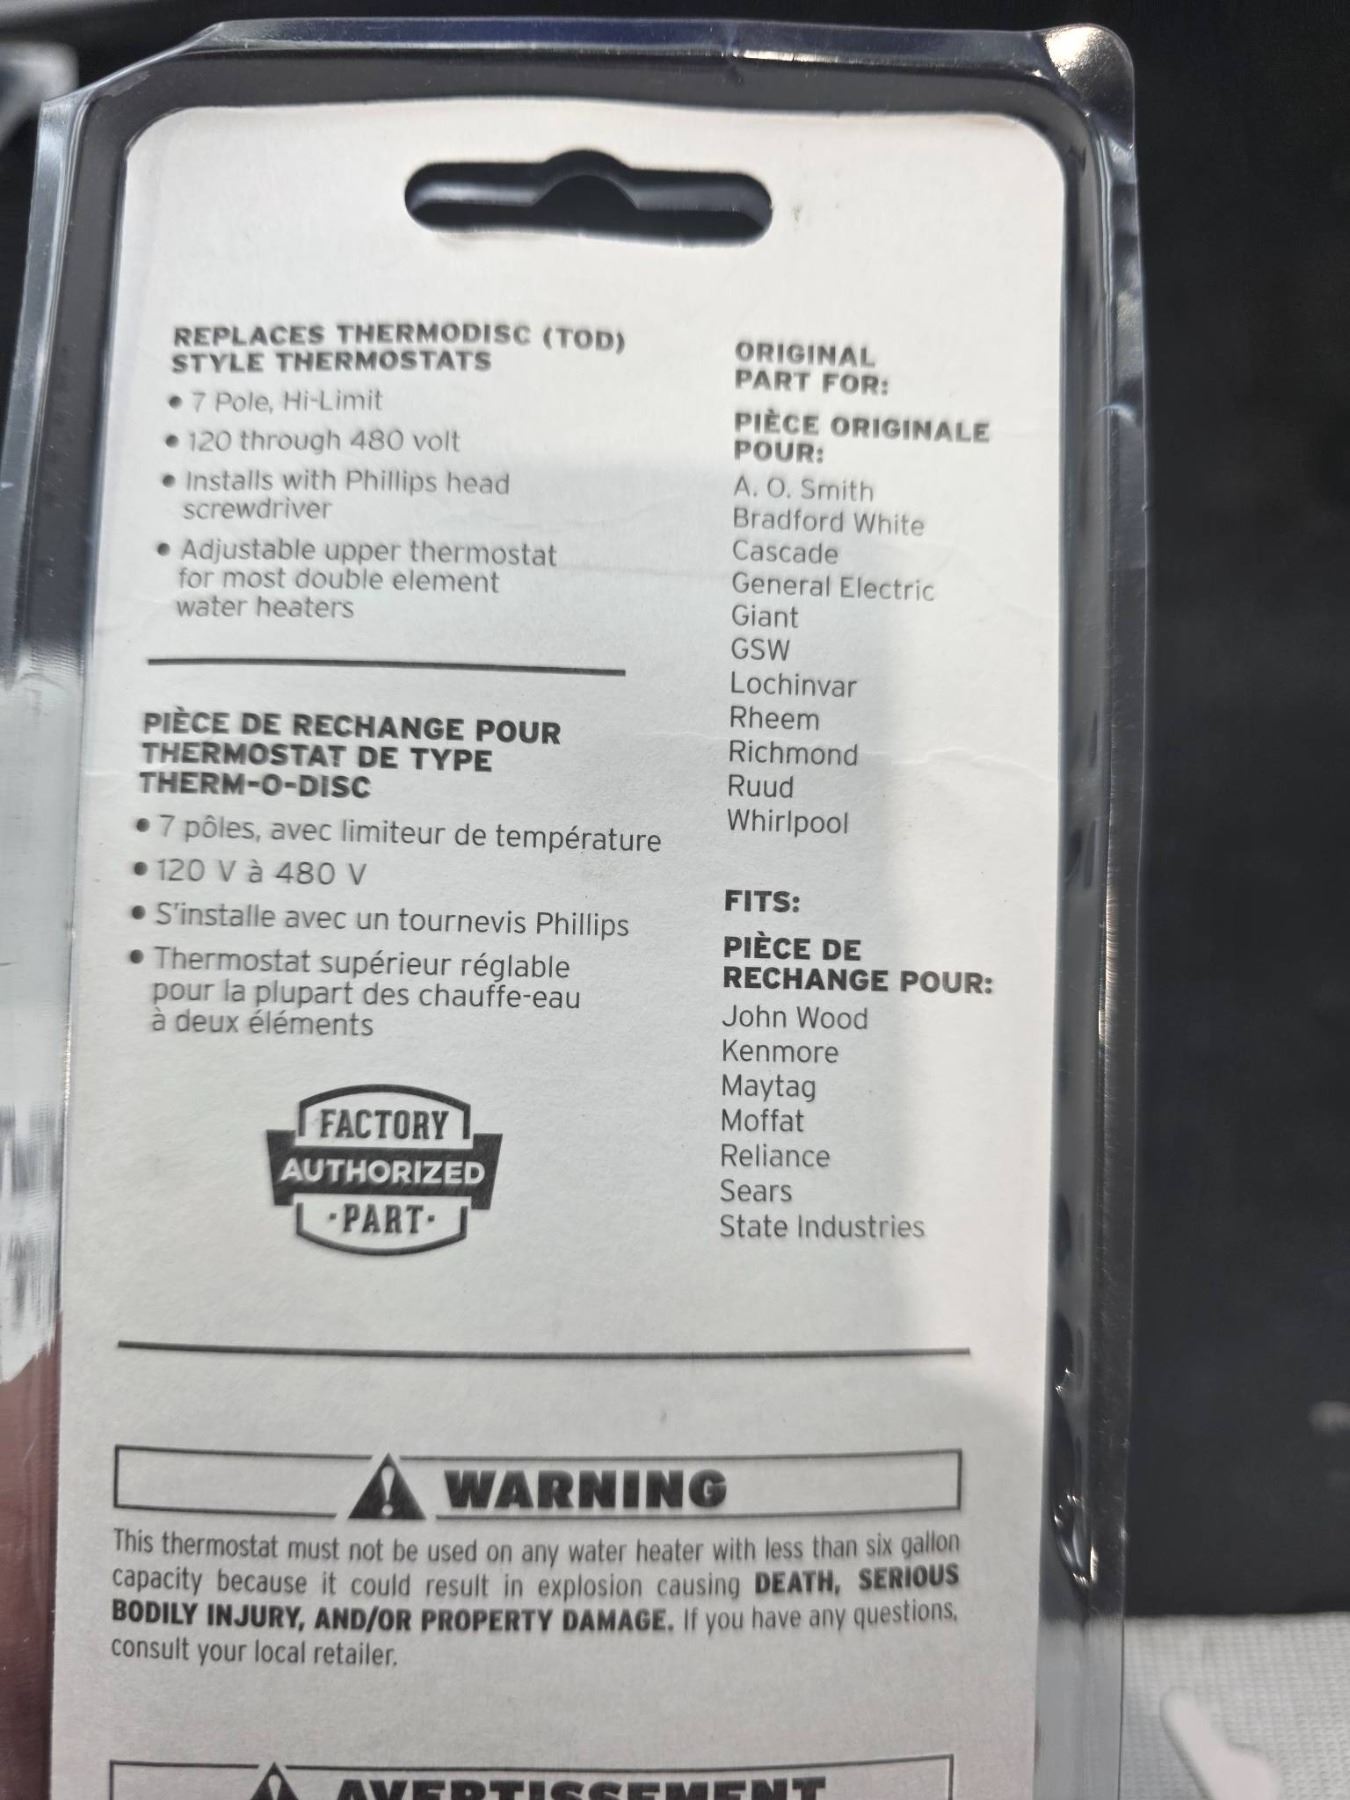 REPLACES THERMODISC (TOD)
STYLE THERMOSTATS
• 7 Pole, Hi-Limit
• 120 through 480 volt
• Installs with Phillips head
screwdriver
• Adjustable upper thermostat
for most double element
water heaters
PIÈCE DE RECHANGE POUR
THERMOSTAT DE TYPE
THERM-O-DISC
• 7 pôles, avec limiteur de température
• 120 V à 480 V
• S'installe avec un tournevis Phillips
• Thermostat supérieur réglable
pour la plupart des chauffe-eau
à deux éléments
FACTORY
AUTHORIZED
·PART·
ORIGINAL
PART FOR:
PIÈCE ORIGINALE
POUR:
A. O. Smith
Bradford White
Cascade
General Electric
Giant
GSW
Lochinvar
Rheem
Richmond
Ruud
Whirlpool
FITS:
PIÈCE DE
RECHANGE POUR:
John Wood
Kenmore
Maytag
Moffat
Reliance
Sears
State Industries
WARNING
This thermostat must not be used on any water heater with less than six gallon
capacity because it could result in explosion causing DEATH, SERIOUS
BODILY INJURY, AND/OR PROPERTY DAMAGE. If you have any questions,
consult your local retailer.
AVERTISSEMENT